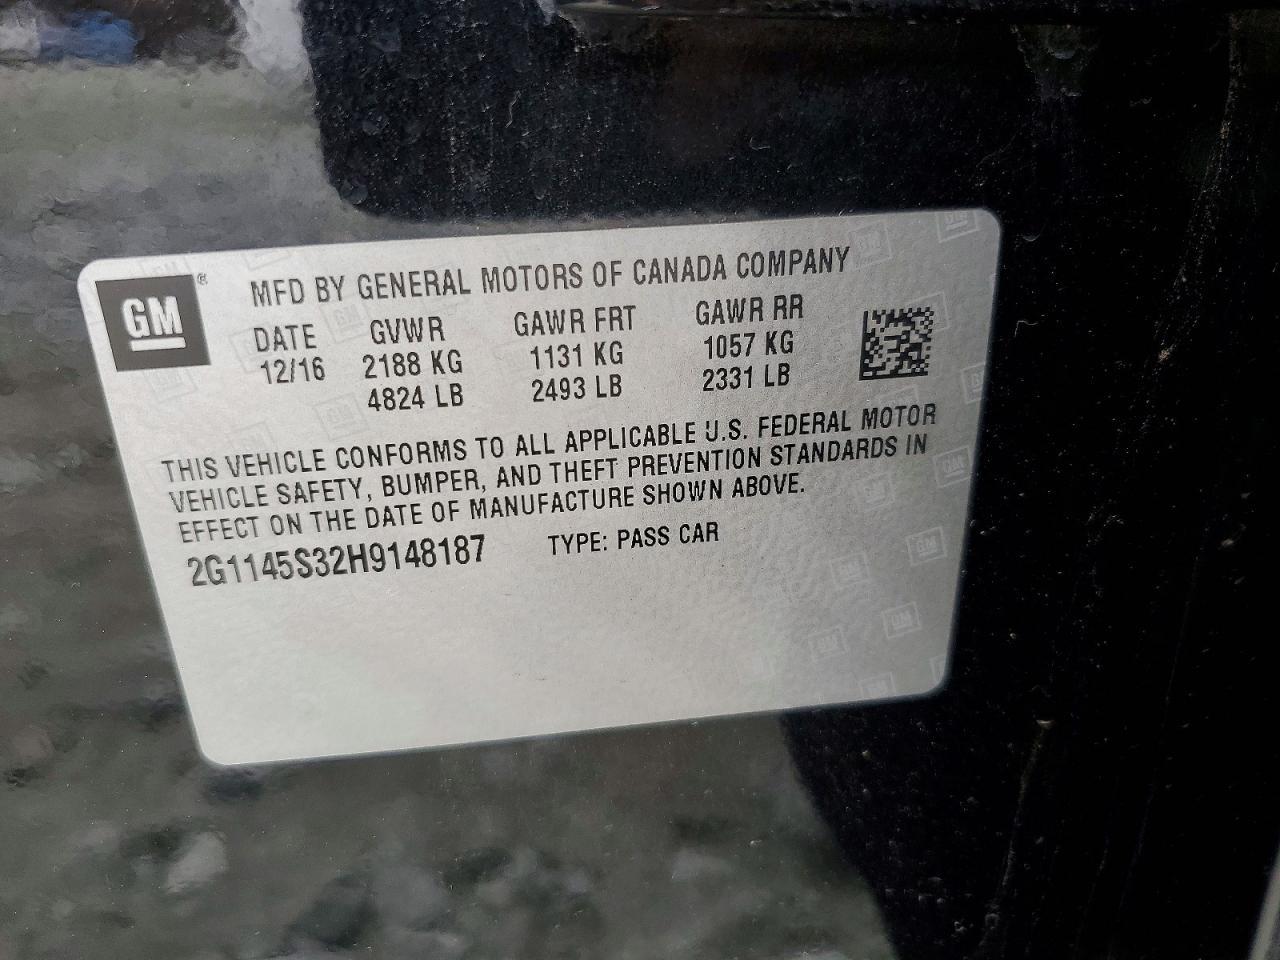 GM ®
MFD BY GENERAL MOTORS OF CANADA COMPANY
DATE GVWR GAWR FRT GAWR RR
12/16 2188 KG 1131 KG 1057 KG
4824 LB 2493 LB 2331 LB
THIS VEHICLE CONFORMS TO ALL APPLICABLE U.S. FEDERAL MOTOR
VEHICLE SAFETY, BUMPER, AND THEFT PREVENTION STANDARDS IN
EFFECT ON THE DATE OF MANUFACTURE SHOWN ABOVE.
2G1145S32H9148187 TYPE: PASS CAR